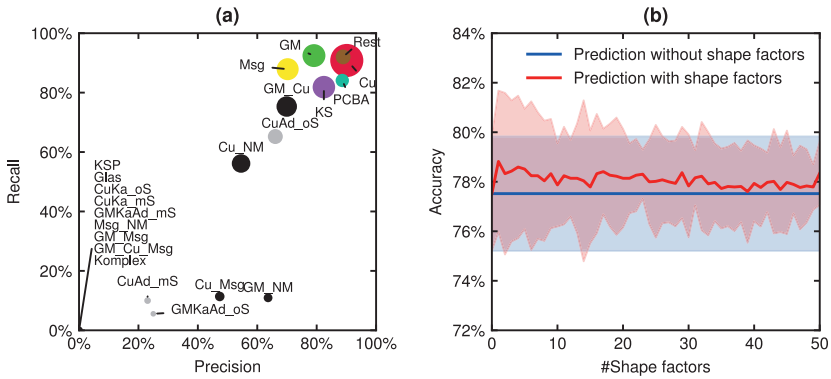 (a)
100%
80%
60%
40%
20%
0%
Recall
GM
Rest
Msg
Cu
GM_Cu
PCBA
KS
CuAd_oS
Cu_NM
KSP
Glas
CuKa_oS
CuKa_mS
GMKaAd_mS
Msg_NM
GM_Msg
GM_Cu_Msg
Komplex
CuAd_mS
Cu_Msg
GM_NM
GMKaAd_oS
0% 20% 40% 60% 80% 100%
Precision
(b)
84%
82%
80%
78%
76%
74%
72%
Accuracy
Prediction without shape factors
Prediction with shape factors
0 10 20 30 40 50
#Shape factors